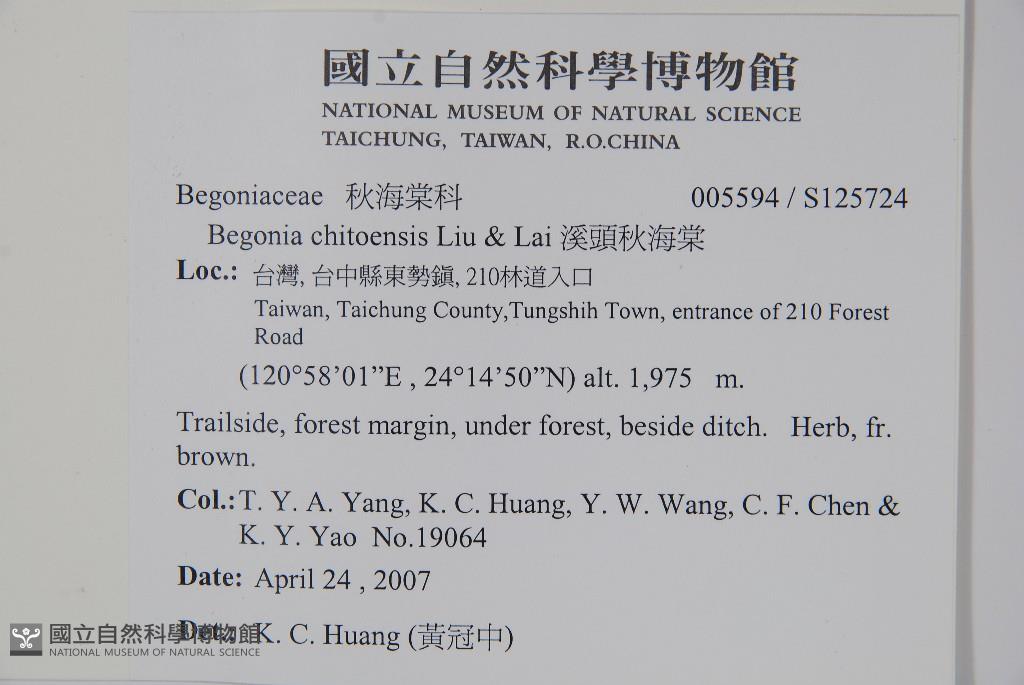 國立自然科學博物館
NATIONAL MUSEUM OF NATURAL SCIENCE
TAICHUNG, TAIWAN, R.O.CHINA
Begoniaceae 秋海棠科 005594 / S125724
Begonia chitoensis Liu & Lai 溪頭秋海棠
Loc.: 台灣, 台中縣東勢鎮, 210林道入口
Taiwan, Taichung County,Tungshih Town, entrance of 210 Forest
Road
(120°58’01”E , 24°14’50”N) alt. 1,975 m.
Trailside, forest margin, under forest, beside ditch. Herb, fr.
brown.
Col.:T. Y. A. Yang, K. C. Huang, Y. W. Wang, C. F. Chen &
K. Y. Yao No.19064
Date: April 24 , 2007
Det.: K. C. Huang (黃冠中)
國立自然科學博物館
NATIONAL MUSEUM OF NATURAL SCIENCE